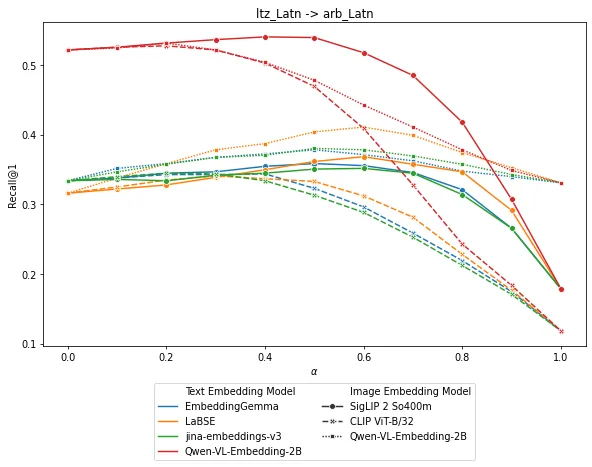 ltz_Latn -> arb_Latn
Recall@1
0.5
0.4
0.3
0.2
0.1
0.0 0.2 0.4 0.6 0.8 1.0
α
Text Embedding Model Image Embedding Model
EmbeddingGemma SigLIP 2 So400m
LaBSE CLIP ViT-B/32
jina-embeddings-v3 Qwen-VL-Embedding-2B
Qwen-VL-Embedding-2B